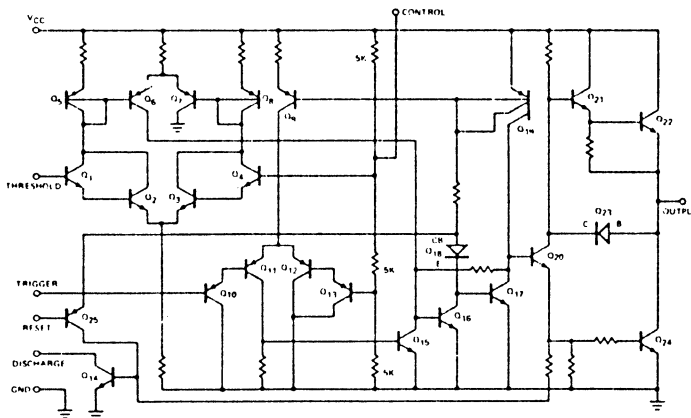 VCC
CONTROL
5K
Q5
Q6
Q7
Q8
Q9
Q19
Q21
Q22
Q1
Q2
Q3
Q4
THRESHOLD
OUTPU
Q23
C
B
CB
Q18
E
Q20
5K
TRIGGER
Q10
Q11
Q12
Q13
Q17
Q16
Q15
Q25
RESET
DISCHARGE
Q14
5K
Q24
GND